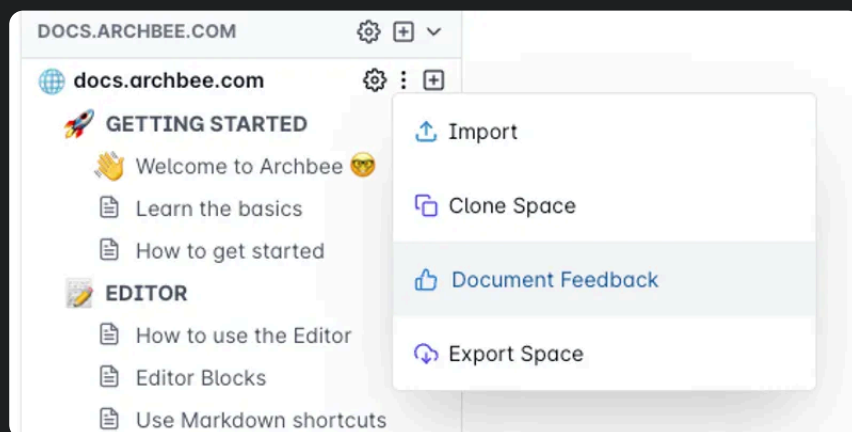 DOCS.ARCHBEE.COM
docs.archbee.com
GETTING STARTED
Welcome to Archbee
Learn the basics
How to get started
EDITOR
How to use the Editor
Editor Blocks
Use Markdown shortcuts
Import
Clone Space
Document Feedback
Export Space